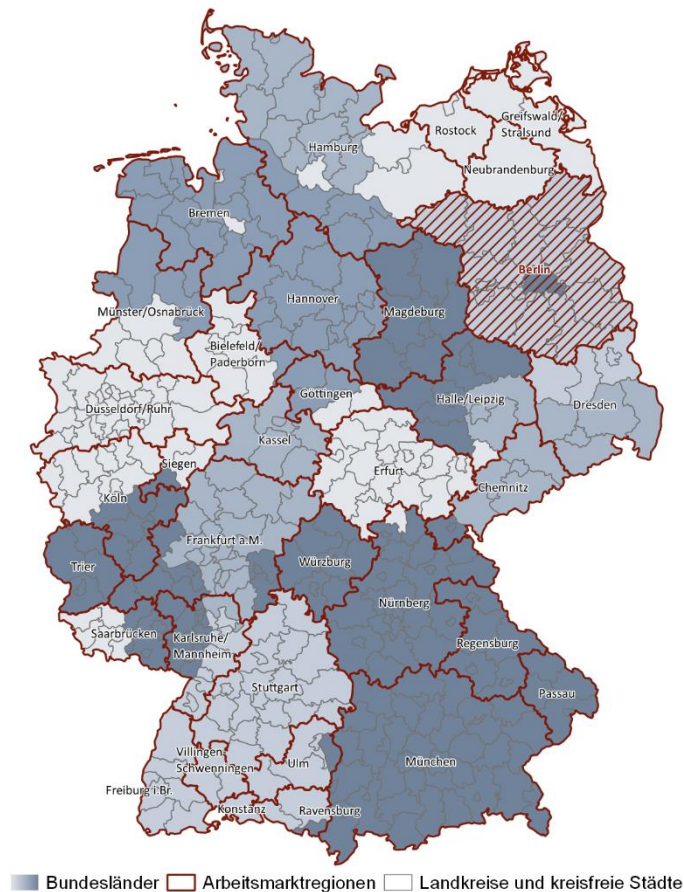 Greifswald/
Stralsund
Rostock
Hamburg
Neubrandenburg
Bremen
Berlin
Hannover
Magdeburg
Münster/Osnabrück
Bielefeld/
Paderborn
Göttingen
Halle/Leipzig
Dresden
Düsseldorf/Ruhr
Kassel
Siegen
Erfurt
Köln
Chemnitz
Frankfurt a.M.
Trier
Würzburg
Nürnberg
Saarbrücken
Karlsruhe/
Mannheim
Regensburg
Stuttgart
Passau
Villingen-
Schwenningen
Ulm
München
Freiburg i.Br.
Konstanz
Ravensburg
Bundesländer Arbeitsmarktregionen Landkreise und kreisfreie Städte